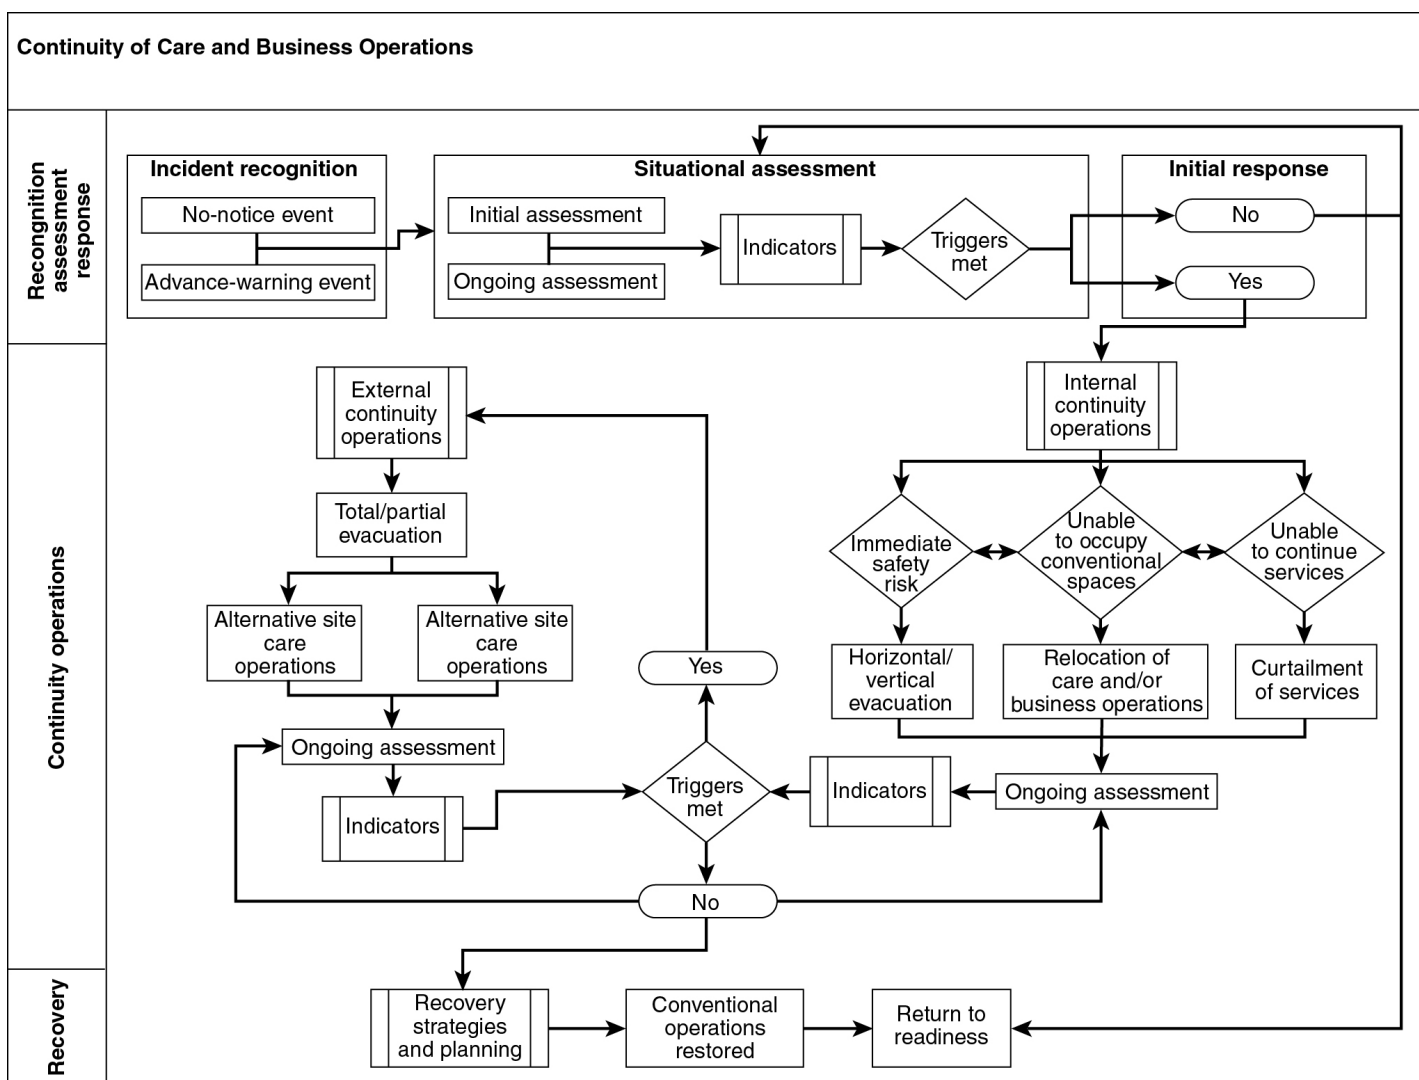 Continuity of Care and Business Operations
Recongnition
assessment
response
Incident recognition
No-notice event
Advance-warning event
Situational assessment
Initial assessment
Ongoing assessment
Indicators
Triggers
met
Initial response
No
Yes
Continuity operations
Internal
continuity
operations
Immediate
safety
risk
Unable
to occupy
conventional
spaces
Unable
to continue
services
Horizontal/
vertical
evacuation
Relocation of
care and/or
business operations
Curtailment
of services
Ongoing assessment
Indicators
Triggers
met
Yes
No
External
continuity
operations
Total/partial
evacuation
Alternative site
care
operations
Alternative site
care
operations
Ongoing assessment
Indicators
Recovery
Recovery
strategies
and planning
Conventional
operations
restored
Return to
readiness